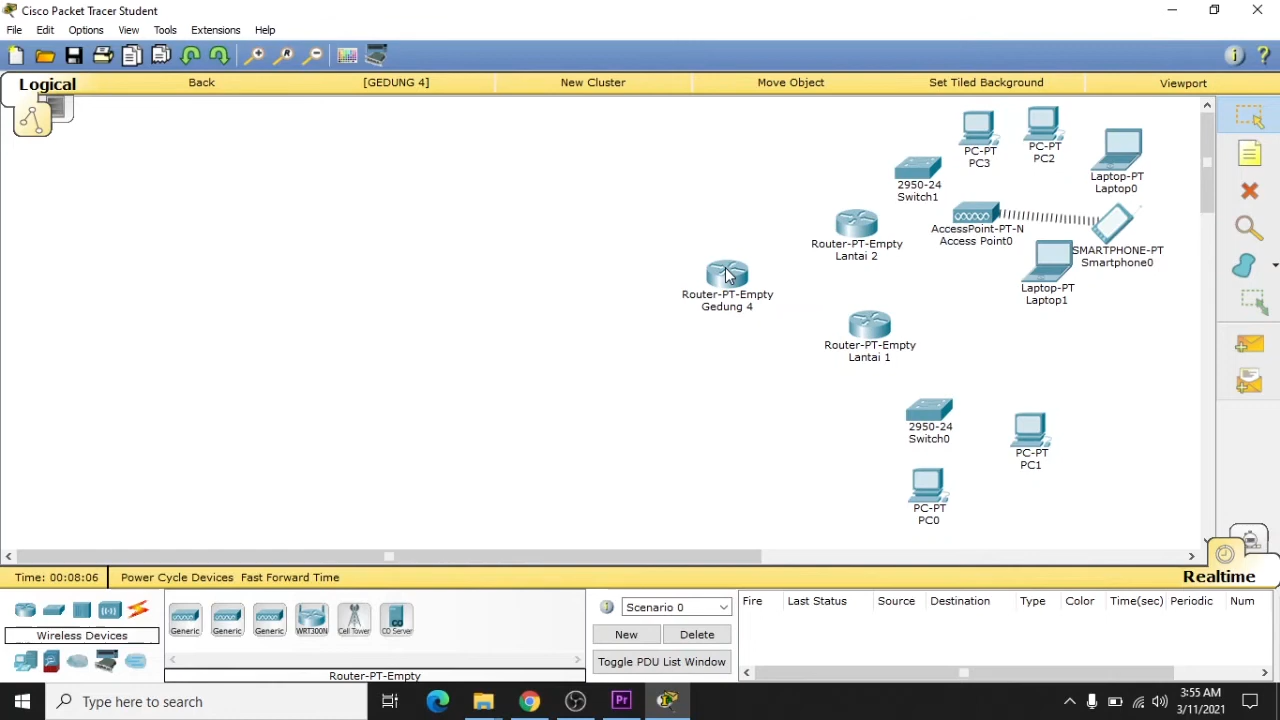 Cisco Packet Tracer Student
File Edit Options View Tools Extensions Help
Logical Back [GEDUNG 4] New Cluster Move Object Set Tiled Background Viewport
PC-PT
PC3
PC-PT
PC2
Laptop-PT
Laptop0
2950-24
Switch1
AccessPoint-PT-N
Access Point0
SMARTPHONE-PT
Smartphone0
Router-PT-Empty
Lantai 2
Laptop-PT
Laptop1
Router-PT-Empty
Gedung 4
Router-PT-Empty
Lantai 1
2950-24
Switch0
PC-PT
PC1
PC-PT
PC0
Time: 00:08:06 Power Cycle Devices Fast Forward Time Realtime
Wireless Devices
Generic Generic Generic WRT300N Cell Tower CO Server
Router-PT-Empty
Scenario 0
New Delete
Toggle PDU List Window
Fire Last Status Source Destination Type Color Time(sec) Periodic Num
Type here to search
Pr
3:55 AM
3/11/2021